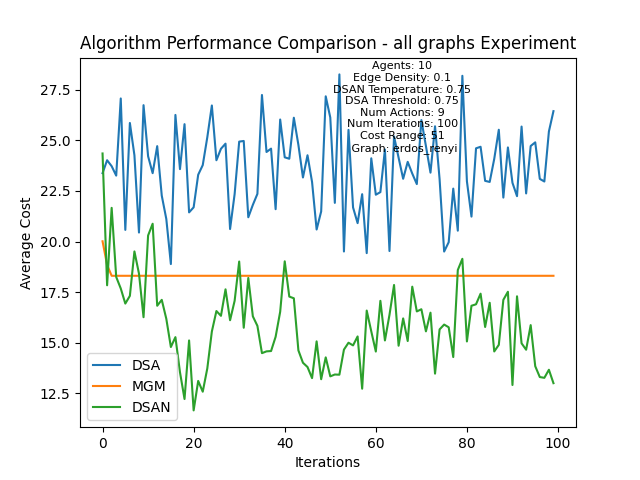 Algorithm Performance Comparison - all graphs Experiment
Agents: 10
Edge Density: 0.1
DSAN Temperature: 0.75
DSA Threshold: 0.75
Num Actions: 9
Num Iterations: 100
Cost Range: 51
Graph: erdos_renyi
Average Cost
27.5
25.0
22.5
20.0
17.5
15.0
12.5
DSA
MGM
DSAN
0 20 40 60 80 100
Iterations